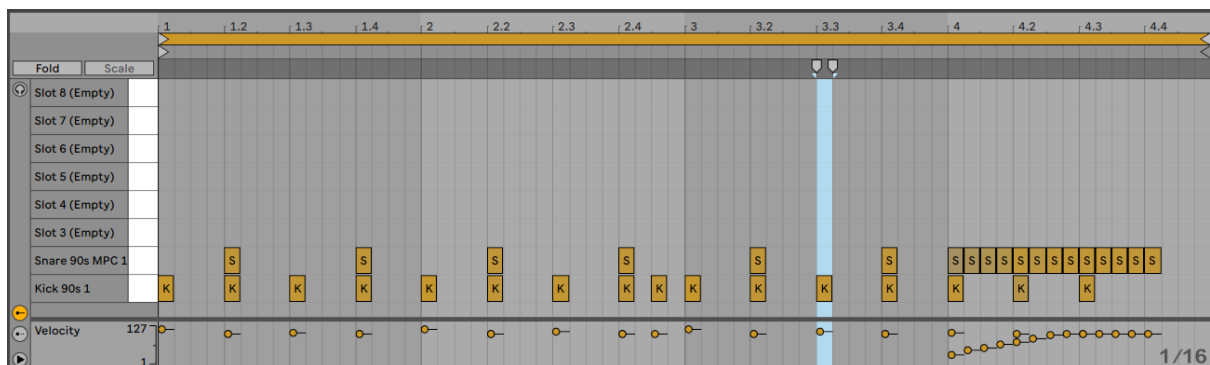 1 1.2 1.3 1.4 2 2.2 2.3 2.4 3 3.2 3.3 3.4 4 4.2 4.3 4.4
Fold Scale
Slot 8 (Empty)
Slot 7 (Empty)
Slot 6 (Empty)
Slot 5 (Empty)
Slot 4 (Empty)
Slot 3 (Empty)
Snare 90s MPC 1 S S S S S S S S S S S S S S S S S S S
Kick 90s 1 K K K K K K K K K K K K K K K K
Velocity 127
1
1/16